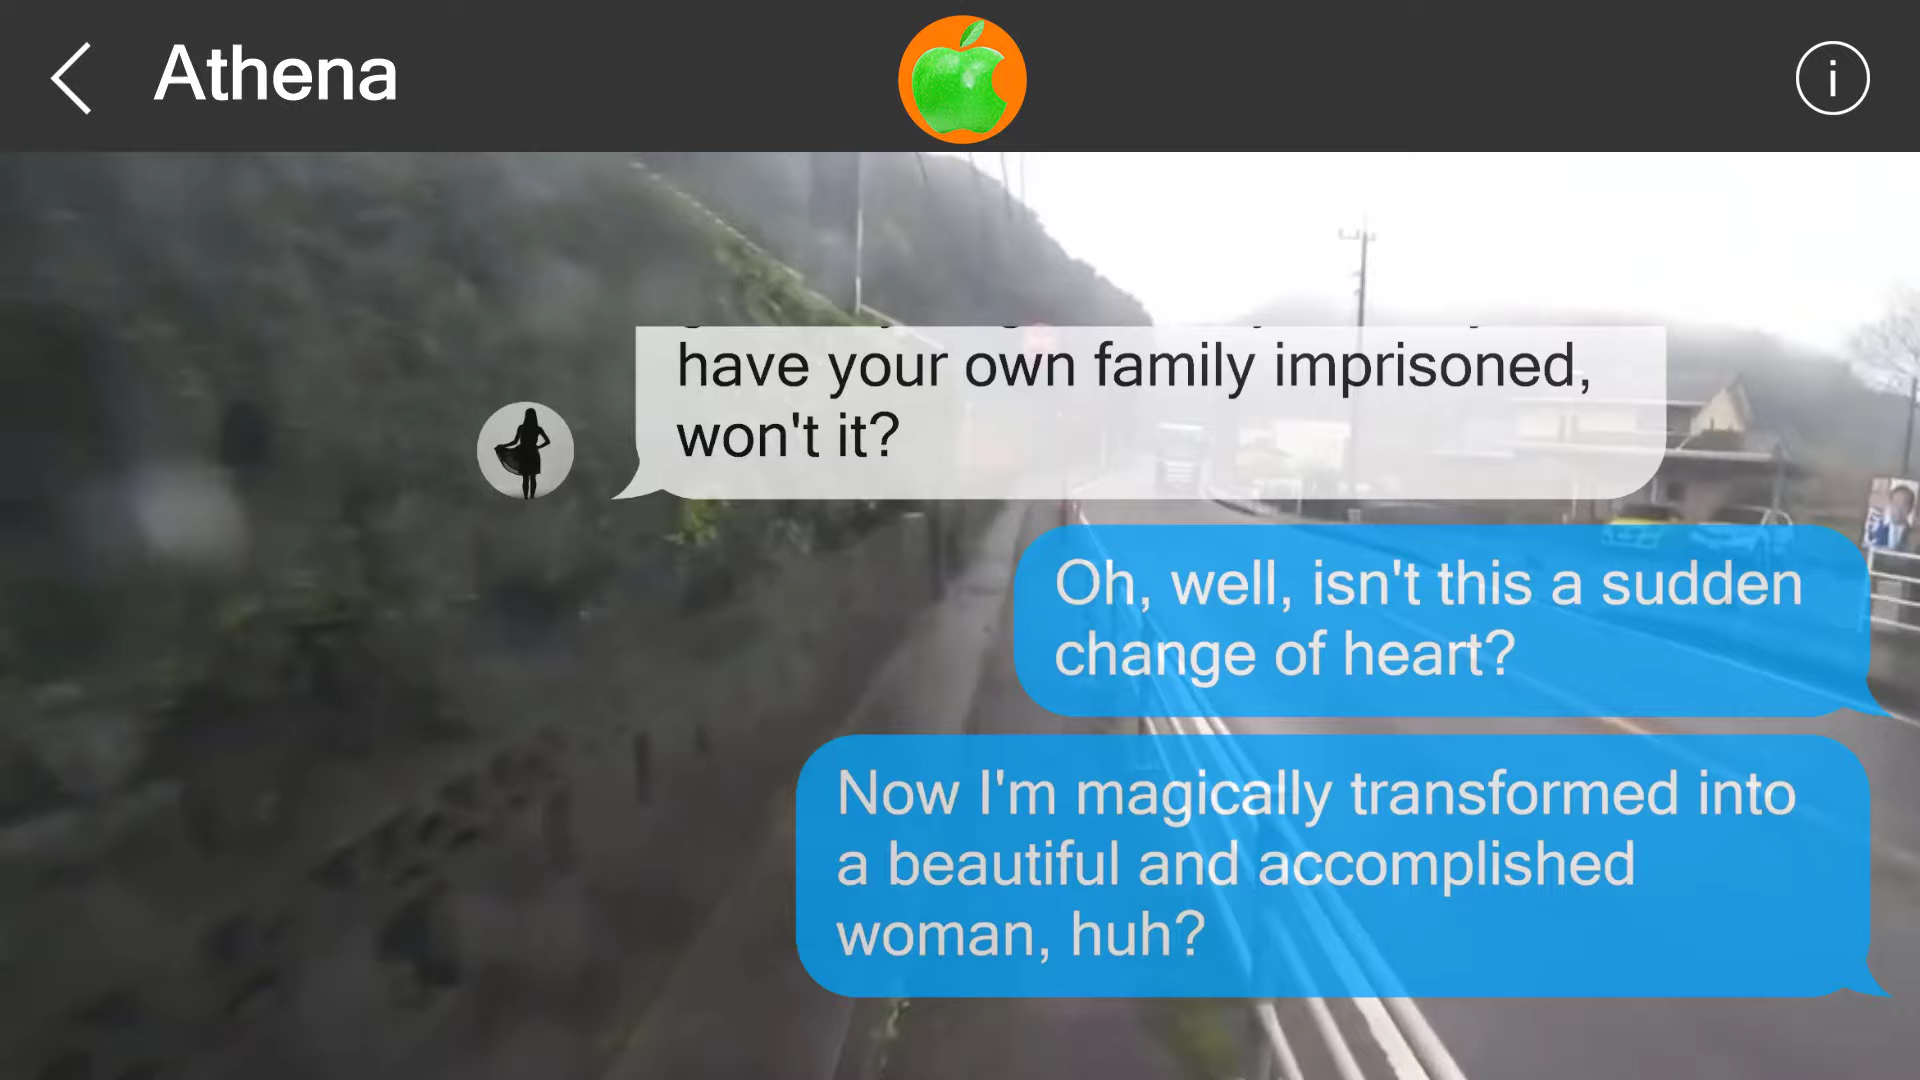 Athena
i
have your own family imprisoned,
won't it?
Oh, well, isn't this a sudden
change of heart?
Now I'm magically transformed into
a beautiful and accomplished
woman, huh?